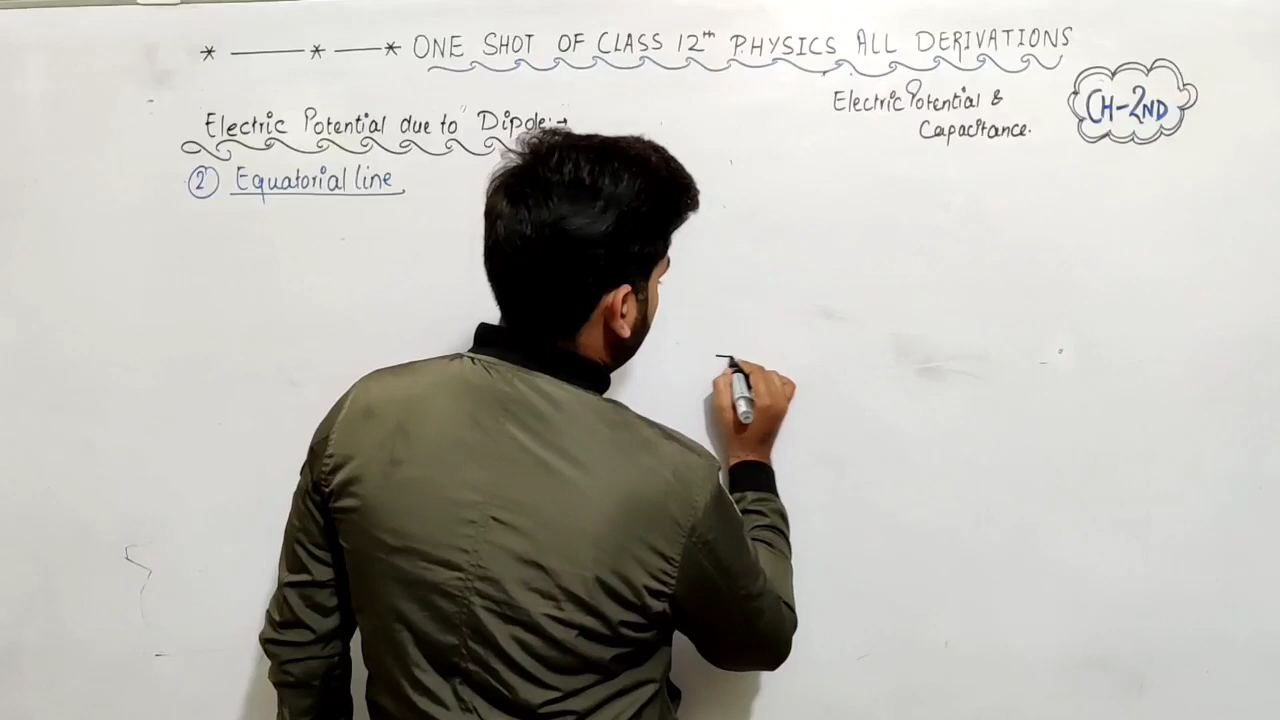 * — * — * ONE SHOT OF CLASS 12th PHYSICS ALL DERIVATIONS
Electric Potential &
Capacitance.
CH-2ND
Electric Potential due to Dipole:→
② Equatorial line